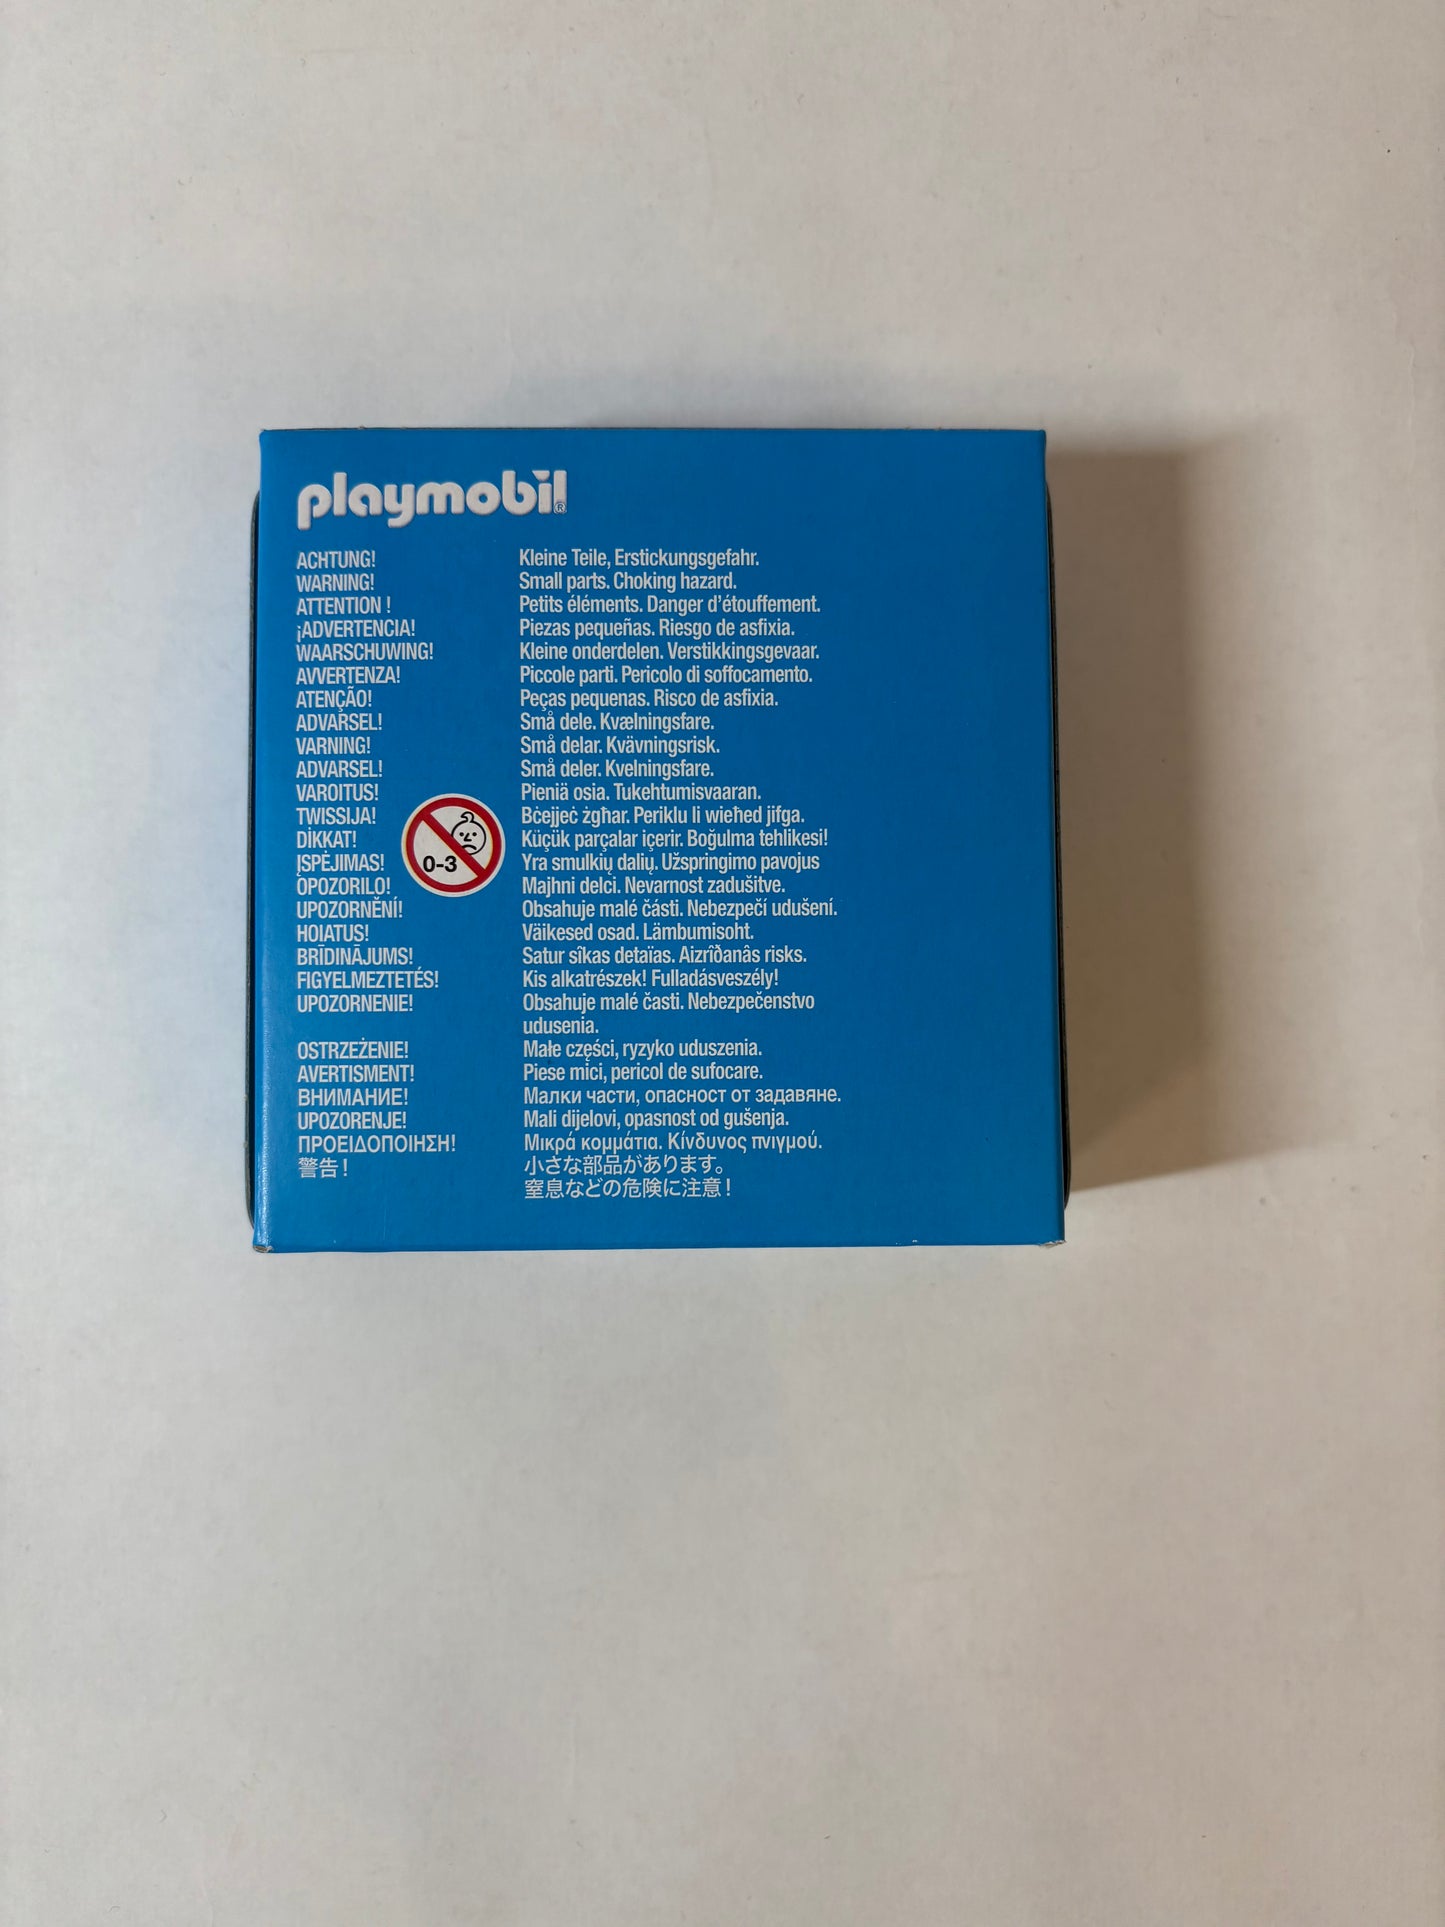 playmobil®
ACHTUNG! Kleine Teile, Erstickungsgefahr.
WARNING! Small parts. Choking hazard.
ATTENTION ! Petits éléments. Danger d’étouffement.
¡ADVERTENCIA! Piezas pequeñas. Riesgo de asfixia.
WAARSCHUWING! Kleine onderdelen. Verstikkingsgevaar.
AVVERTENZA! Piccole parti. Pericolo di soffocamento.
ATENÇÃO! Peças pequenas. Risco de asfixia.
ADVARSEL! Små dele. Kvælningsfare.
VARNING! Små delar. Kvävningsrisk.
ADVARSEL! Små deler. Kvelningsfare.
VAROITUS! Pieniä osia. Tukehtumisvaaran.
TWISSIJA! Bċejjeċ żgħar. Periklu li wieħed jifga.
DİKKAT! Küçük parçalar içerir. Boğulma tehlikesi!
ĮSPĖJIMAS! Yra smulkių dalių. Užspringimo pavojus
0-3
OPOZORILO! Majhni delci. Nevarnost zadušitve.
UPOZORNĚNÍ! Obsahuje malé části. Nebezpečí udušení.
HOIATUS! Väikesed osad. Lämbumisoht.
BRĪDINĀJUMS! Satur sîkas detaïas. Aizrîðanâs risks.
FIGYELMEZTETÉS! Kis alkatrészek! Fulladásveszély!
UPOZORNENIE! Obsahuje malé časti. Nebezpečenstvo
udusenia.
OSTRZEŻENIE! Małe części, ryzyko uduszenia.
AVERTISMENT! Piese mici, pericol de sufocare.
ВНИМАНИЕ! Малки части, опасност от задавяне.
UPOZORENJE! Mali dijelovi, opasnost od gušenja.
ΠΡΟΕΙΔΟΠΟΙΗΣΗ! Μικρά κομμάτια. Κίνδυνος πνιγμού.
警告! 小さな部品があります。
窒息などの危険に注意!